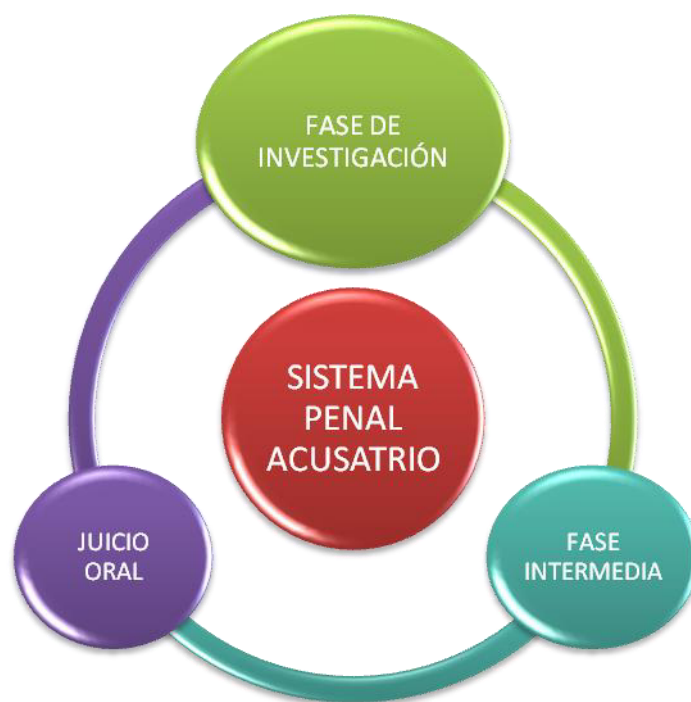 FASE DE
INVESTIGACIÓN
SISTEMA
PENAL
ACUSATRIO
JUICIO
ORAL
FASE
INTERMEDIA